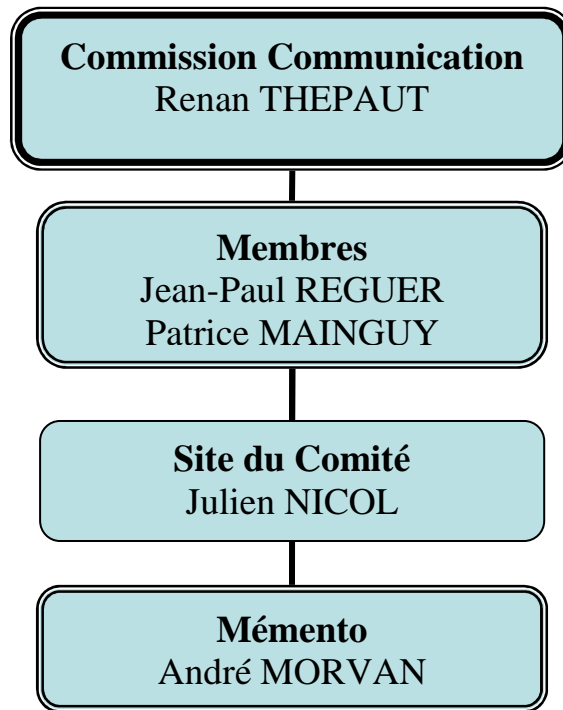 Commission Communication
Renan THEPAUT
Membres
Jean-Paul REGUER
Patrice MAINGUY
Site du Comité
Julien NICOL
Mémento
André MORVAN